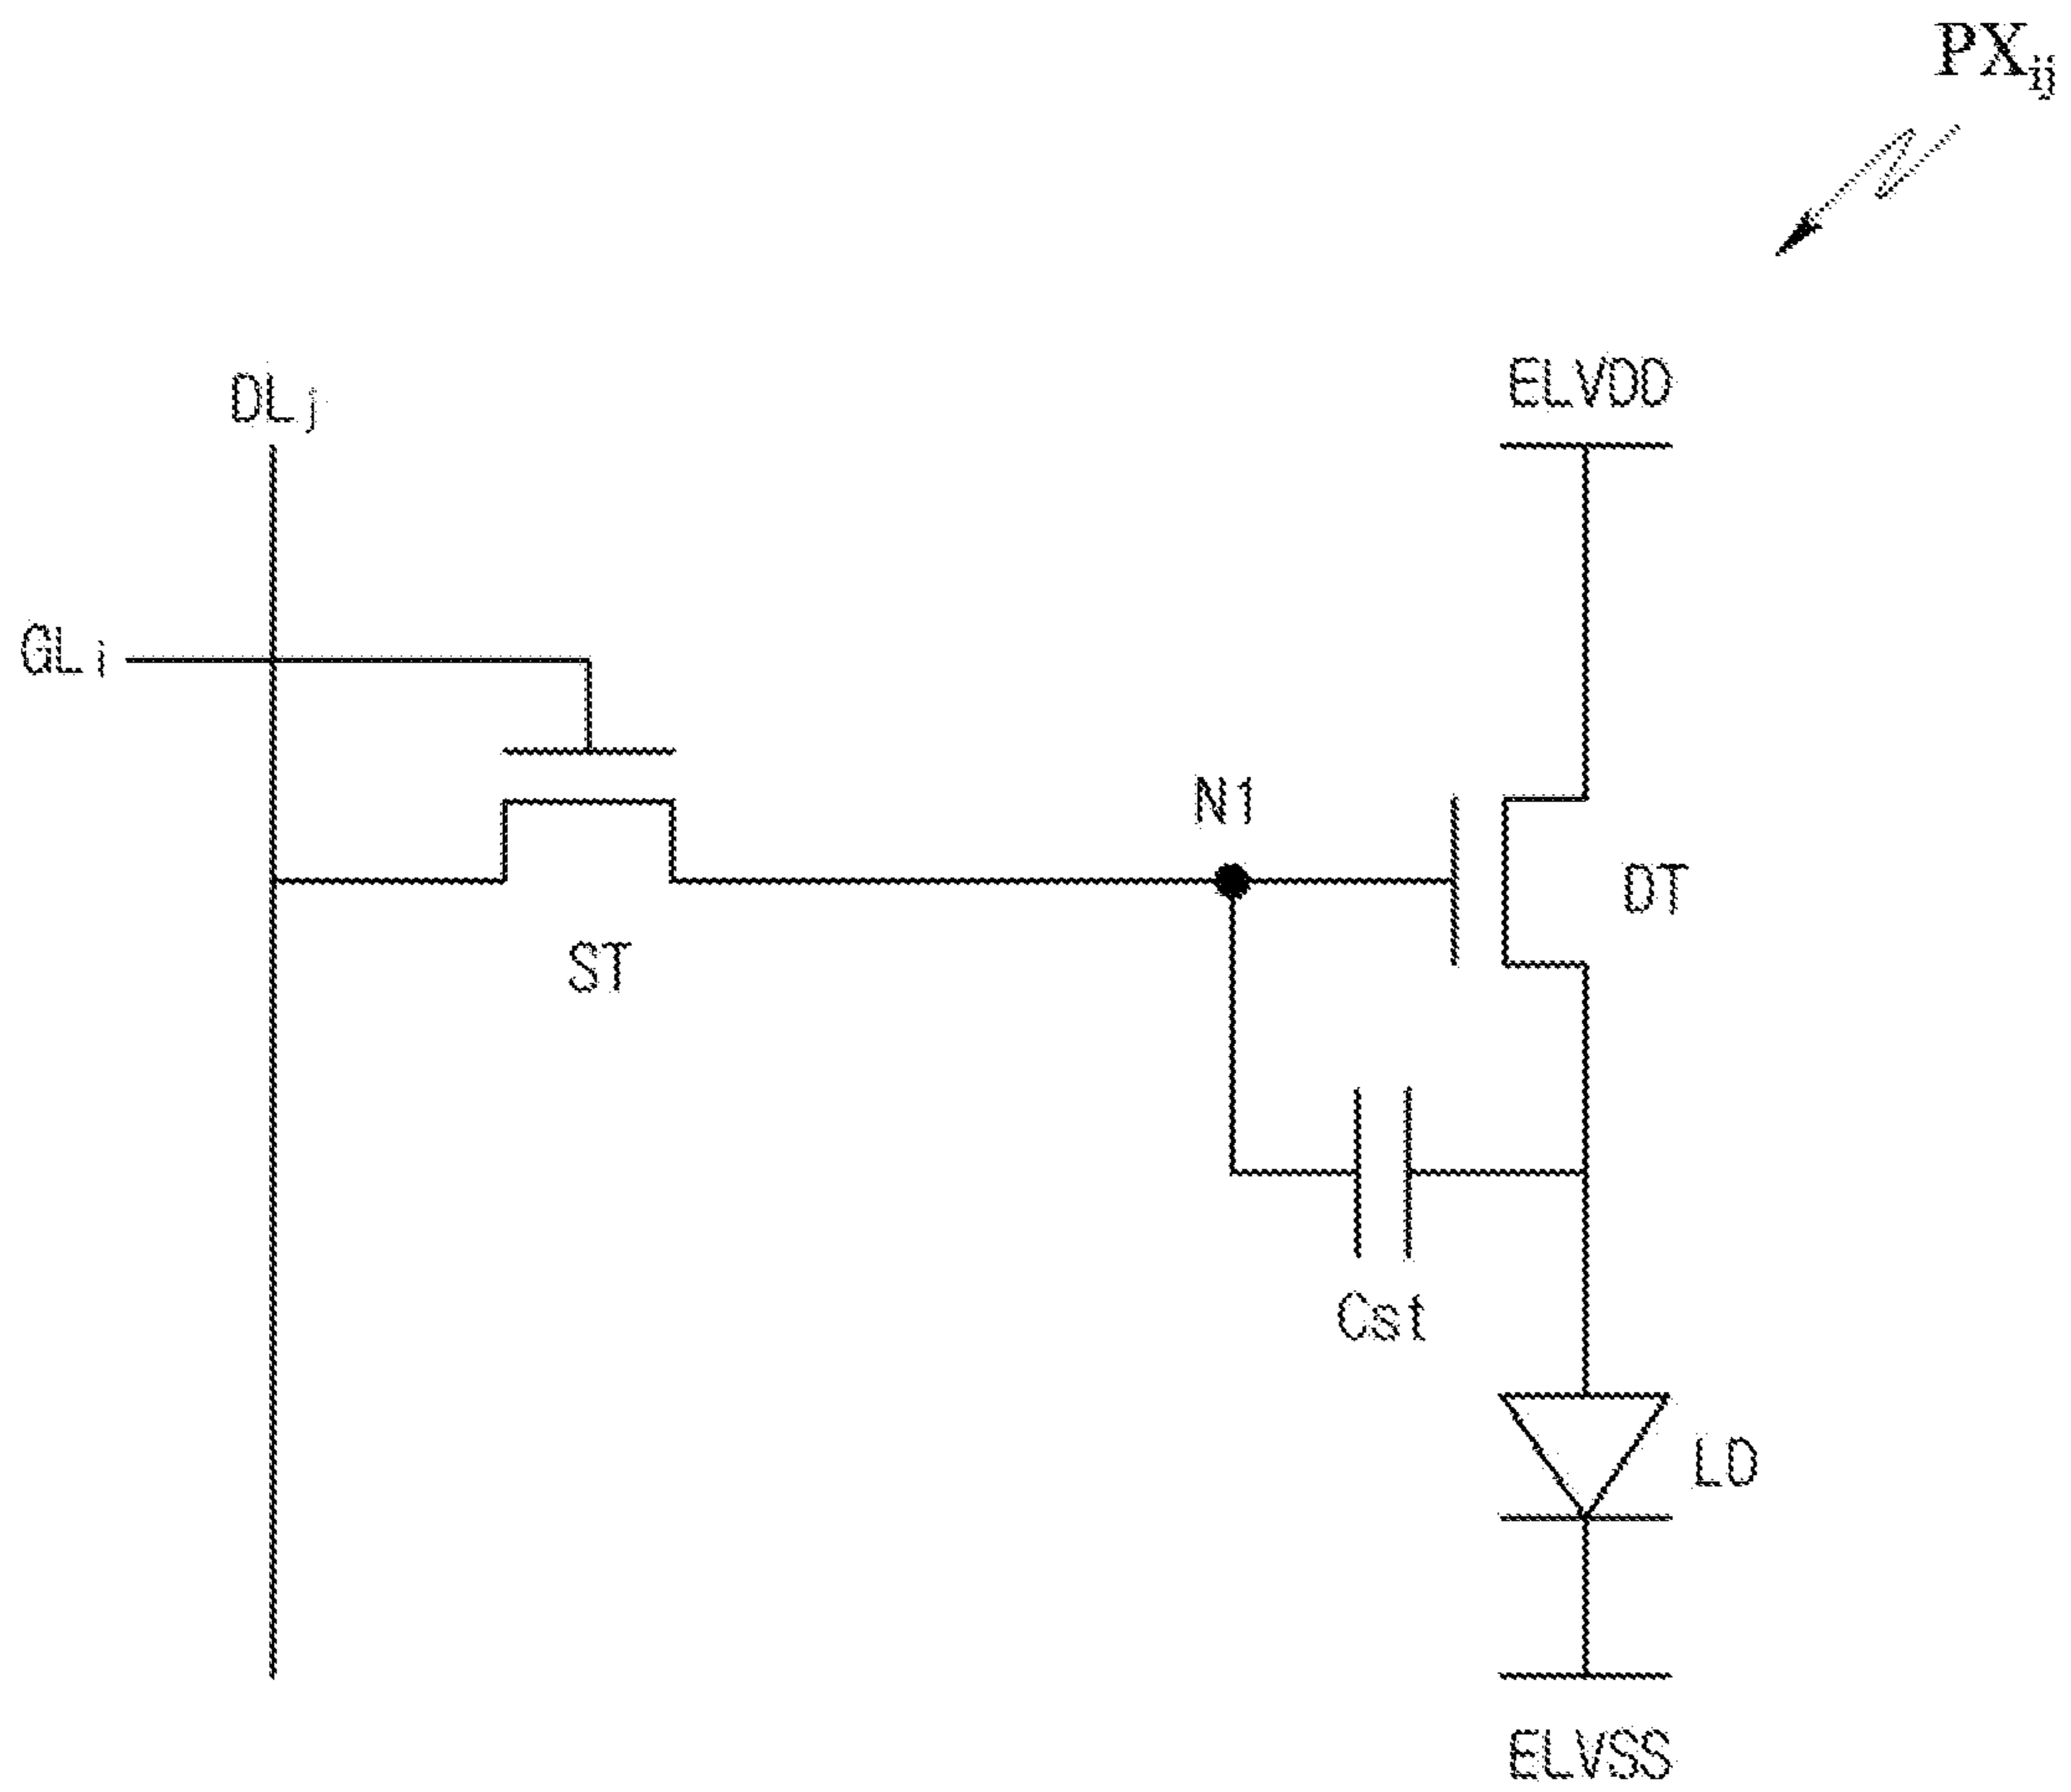 PXij
DLj
ELVDD
GLi
N1
DT
ST
Cst
LD
ELVSS